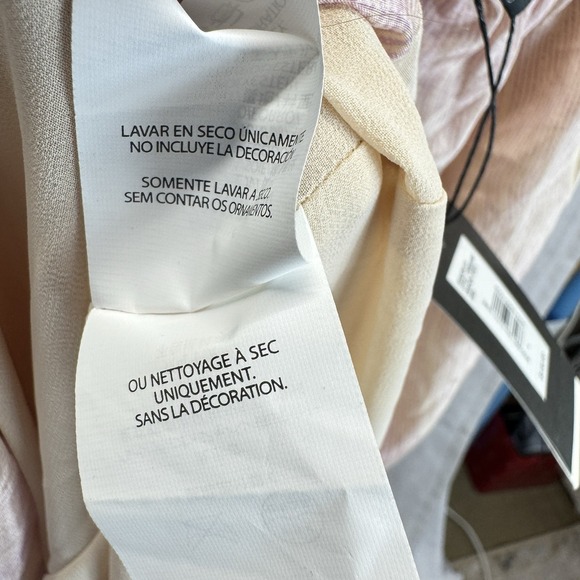 LAVAR EN SECO ÚNICAMENTE
NO INCLUYE LA DECORACIÓN
SOMENTE LAVAR A SECO.
SEM CONTAR OS ORNAMENTOS.
OU NETTOYAGE À SEC
UNIQUEMENT.
SANS LA DÉCORATION.